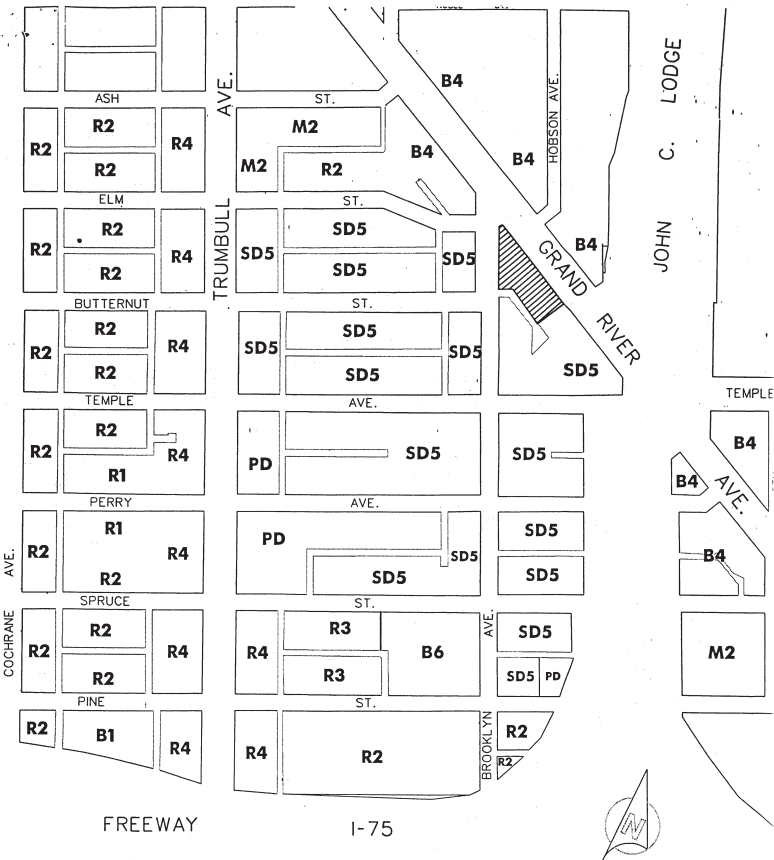 B4
LODGE
ASH
AVE.
ST.
C.
JOHN
R2
R2
R4
R2
M2
M2
R2
B4
B4
HOBSON AVE.
ELM
ST.
R2
R2
R4
R2
TRUMBULL
SD5
SD5
SD5
SD5
GRAND
B4
RIVER
BUTTERNUT
ST.
R2
R2
R4
R2
SD5
SD5
SD5
SD5
SD5
TEMPLE
AVE.
TEMPLE
R2
R2
R4
R1
PD
SD5
SD5
B4
B4
AVE.
PERRY
AVE.
R1
R2
R4
R2
PD
SD5
SD5
SD5
SD5
B4
AVE.
COCHRANE
SPRUCE
ST.
AVE.
R2
R2
R4
R2
R4
R3
R3
B6
SD5
SD5
PD
M2
PINE
ST.
BROOKLYN
R2
B1
R4
R4
R2
R2
R2
FREEWAY
I-75
N